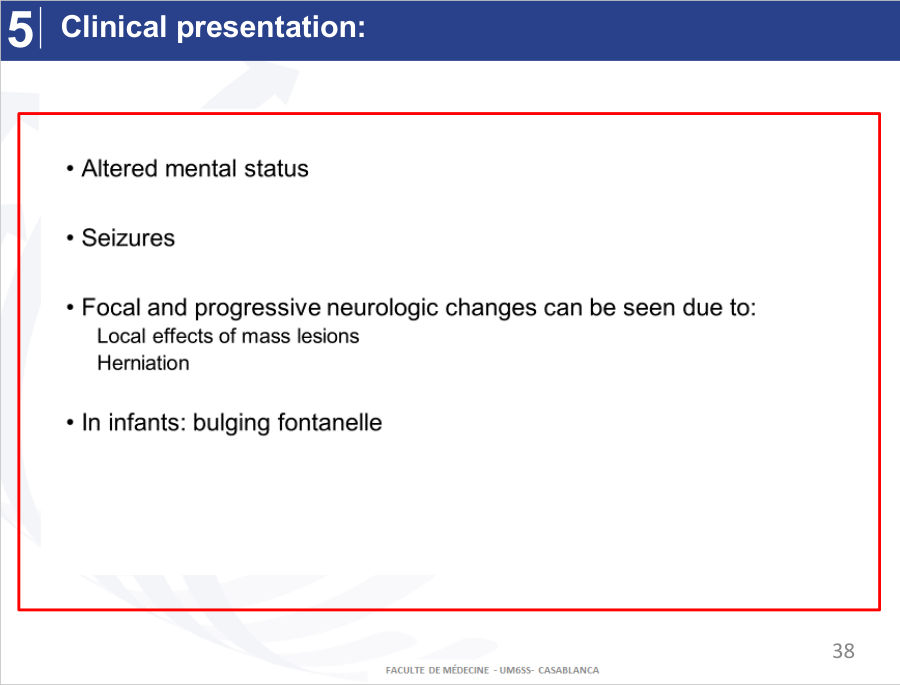 5 Clinical presentation:
• Altered mental status
• Seizures
• Focal and progressive neurologic changes can be seen due to:
Local effects of mass lesions
Herniation
• In infants: bulging fontanelle
38
FACULTE DE MÉDECINE - UM6SS- CASABLANCA